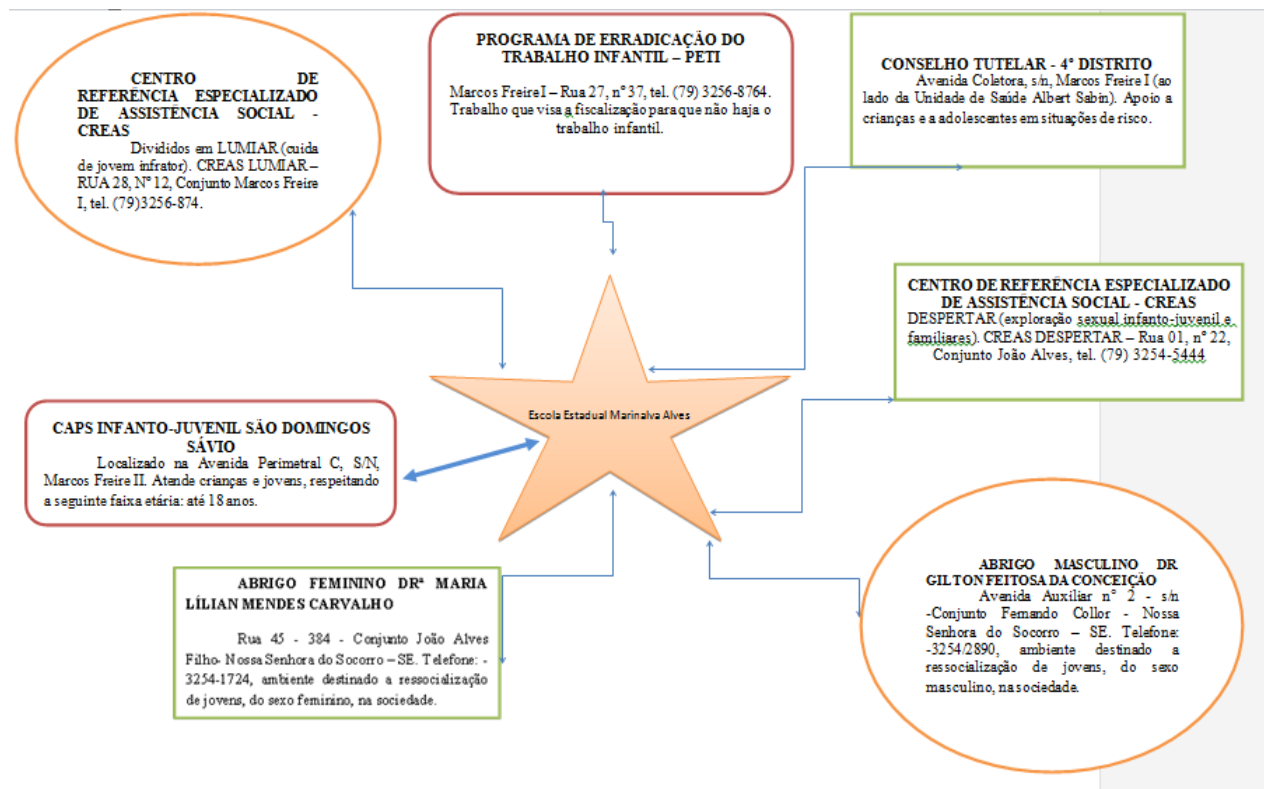 CENTRO DE
REFERÊNCIA ESPECIALIZADO
DE ASSISTÊNCIA SOCIAL -
CREAS
Divididos em LUMIAR (cuida
de jovem infrator). CREAS LUMIAR –
RUA 28, N° 12, Conjunto Marcos Freire
I, tel. (79)3256-874.
PROGRAMA DE ERRADICAÇÃO DO
TRABALHO INFANTIL – PETI
Marcos Freire I – Rua 27, n° 37, tel. (79) 3256-8764.
Trabalho que visa a fiscalização para que não haja o
trabalho infantil.
CONSELHO TUTELAR - 4° DISTRITO
Avenida Coletora, s/n, Marcos Freire I (ao
lado da Unidade de Saúde Albert Sabin). Apoio a
crianças e a adolescentes em situações de risco.
CENTRO DE REFERÊNCIA ESPECIALIZADO
DE ASSISTÊNCIA SOCIAL - CREAS
DESPERTAR (exploração sexual infanto-juvenil e
familiares). CREAS DESPERTAR – Rua 01, n° 22,
Conjunto João Alves, tel. (79) 3254-5444
Escola Estadual Marinalva Alves
CAPS INFANTO-JUVENIL SÃO DOMINGOS
SÁVIO
Localizado na Avenida Perimetral C, S/N,
Marcos Freire II. Atende crianças e jovens, respeitando
a seguinte faixa etária: até 18 anos.
ABRIGO FEMININO DRª MARIA
LÍLIAN MENDES CARVALHO
Rua 45 - 384 - Conjunto João Alves
Filho- Nossa Senhora do Socorro – SE. Telefone: -
3254-1724, ambiente destinado a ressocialização
de jovens, do sexo feminino, na sociedade.
ABRIGO MASCULINO DR
GILTON FEITOSA DA CONCEIÇÃO
Avenida Auxiliar n° 2 - s/n
-Conjunto Fernando Collor - Nossa
Senhora do Socorro – SE. Telefone:
-3254/2890, ambiente destinado a
ressocialização de jovens, do sexo
masculino, na sociedade.